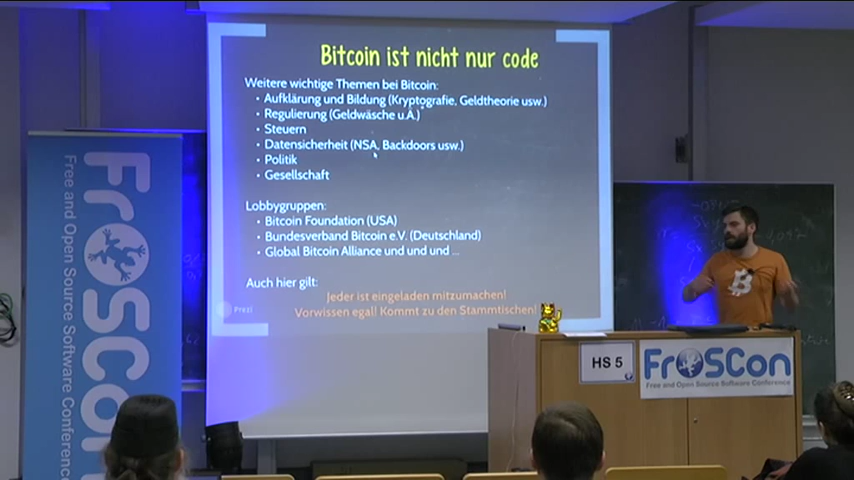 Bitcoin ist nicht nur code
Weitere wichtige Themen bei Bitcoin:
• Aufklärung und Bildung (Kryptografie, Geldtheorie usw.)
• Regulierung (Geldwäsche u.A.)
• Steuern
• Datensicherheit (NSA, Backdoors usw.)
• Politik
• Gesellschaft
Lobbygruppen:
• Bitcoin Foundation (USA)
• Bundesverband Bitcoin e.V. (Deutschland)
• Global Bitcoin Alliance und und und ...
Auch hier gilt:
Jeder ist eingeladen mitzumachen!
Vorwissen egal! Kommt zu den Stammtischen!
Prezi
FrOSCon
Free and Open Source Software Conference
HS 5
FrOSCon
Free and Open Source Software Conference